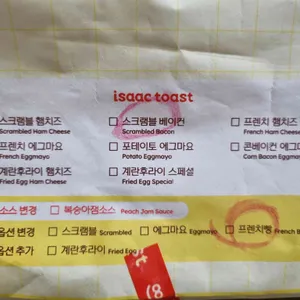 isaac toast
스크램블 햄치즈 ☐ 스크램블 베이컨 ☐ 프렌치 햄치즈
Scrambled Ham Cheese Scrambled Bacon French Ham Cheese
프렌치 에그마요 ☐ 포테이토 에그마요 ☐ 콘베이컨 에그마요
French Eggmayo Potato Eggmayo Corn Bacon Eggmayo
계란후라이 햄치즈 ☐ 계란후라이 스페셜
Fried Egg Ham Cheese Fried Egg Special
소스 변경 ☐ 복숭아잼소스 Peach Jam Sauce
옵션 변경 ☐ 스크램블 Scrambled ☐ 에그마요 Eggmayo ☐ 프렌치빵 French B
옵션 추가 ☐ 계란후라이 Fried Egg